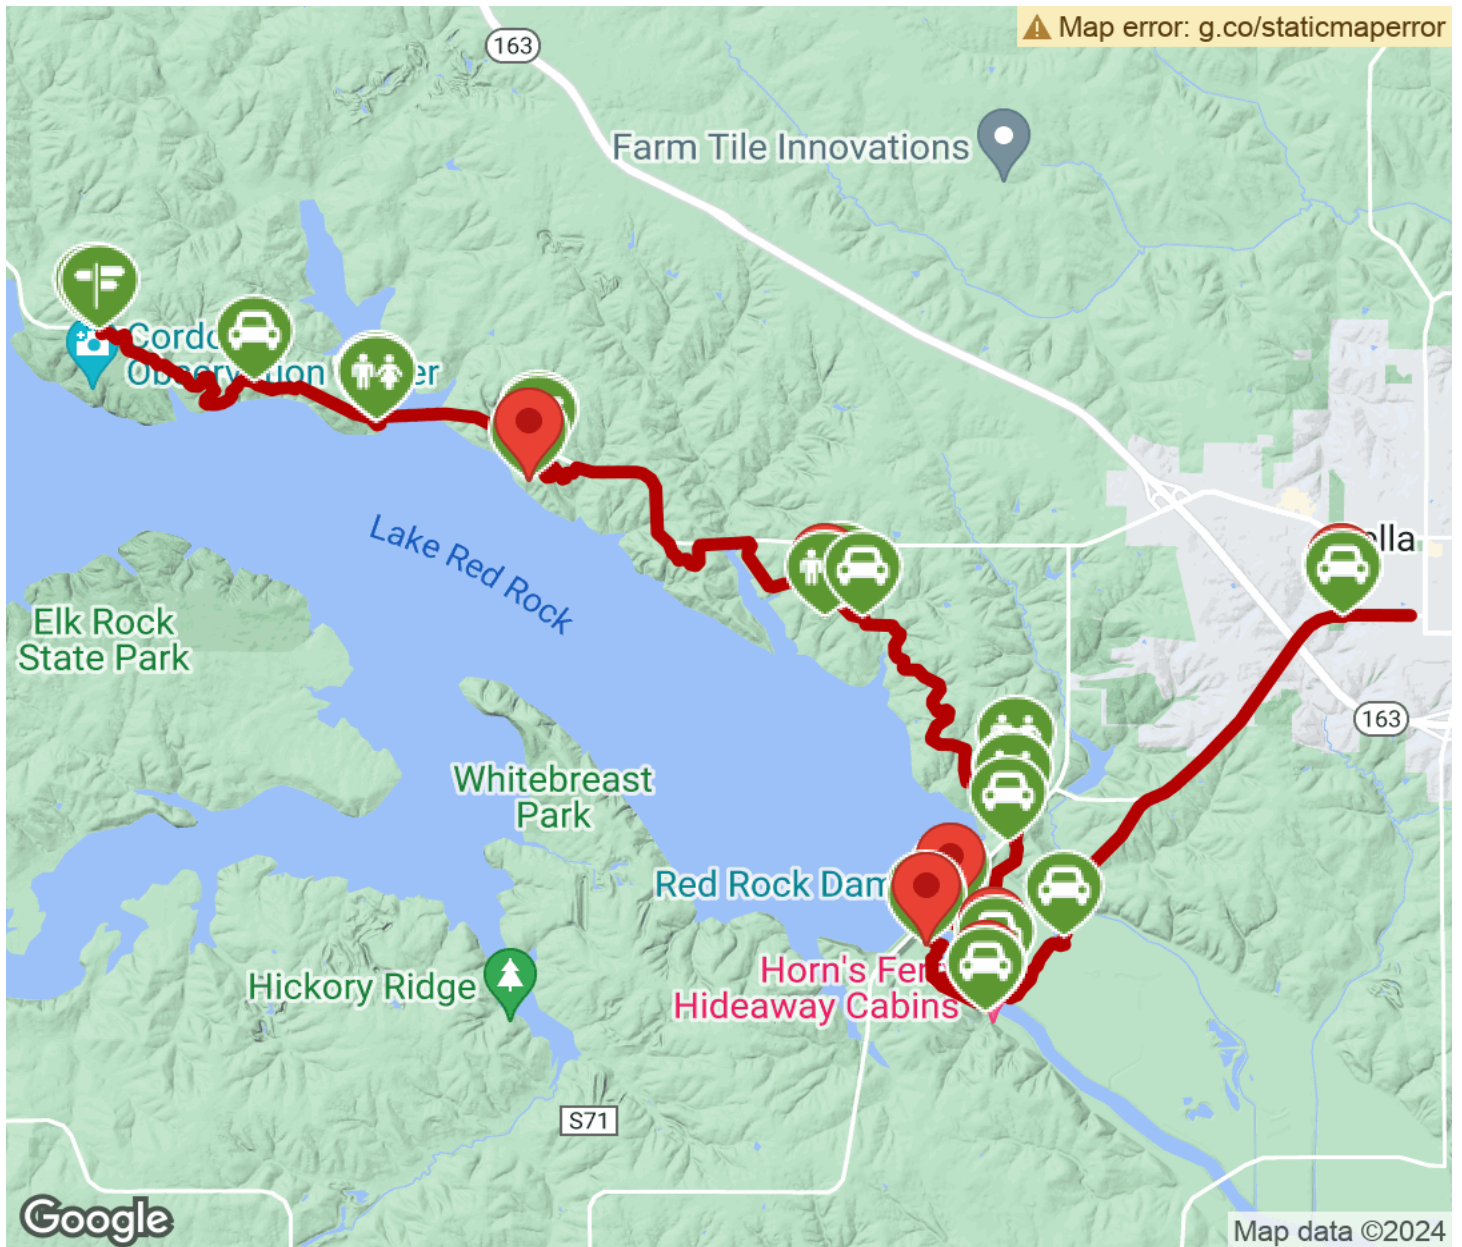 Map error: g.co/staticmaperror
163
Farm Tile Innovations
Lake Red Rock
Elk Rock
State Park
163
Whitebreast
Park
Red Rock Dam
Hickory Ridge
Hideaway Cabins
Horn's
S71
Google
Map data ©2024